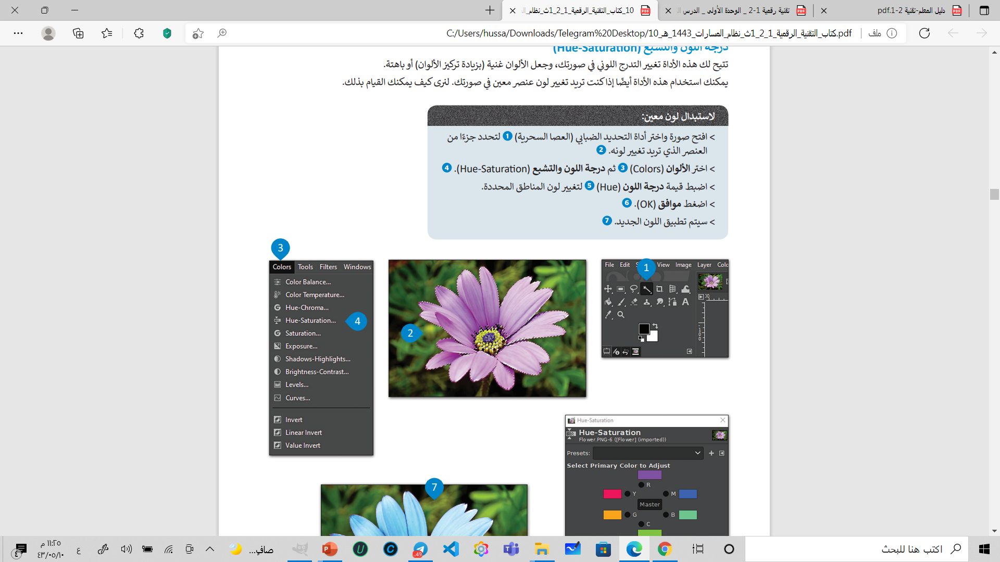 دليل المعلم-تقنية 2-1.pdf
تقنية رقمية 1-2 _ الوحدة الأولى _ الدرس ال
10_كتاب_التقنية_الرقمية_1_2_1ث_نظام_ال
ملف
C:/Users/hussa/Downloads/Telegram%20Desktop/10_كتاب_التقنية_الرقمية_1_2_1ث_نظام_المسارات_1443_هـ.pdf
درجة اللون والتشبع (Hue-Saturation)
تتيح لك هذه الأداة تغيير التدرج اللوني في صورتك، وجعل الألوان غنية (بزيادة تركيز الألوان) أو باهتة.
يمكنك استخدام هذه الأداة أيضًا إذا كنت تريد تغيير لون عنصر معين في صورتك. لنرى كيف يمكنك القيام بذلك.
لاستبدال لون معين:
> افتح صورة واختر أداة التحديد الضبابي (العصا السحرية) 1 لتحدد جزءًا من
العنصر الذي تريد تغيير لونه. 2
> اختر الألوان (Colors) 3 ثم درجة اللون والتشبع (Hue-Saturation). 4
> اضبط قيمة درجة اللون (Hue) 5 لتغيير لون المناطق المحددة.
> اضغط موافق (OK). 6
> سيتم تطبيق اللون الجديد. 7
1
File Edit View Image Layer
2
3
Colors Tools Filters Windows
Color Balance...
Color Temperature...
Hue-Chroma...
Hue-Saturation...
4
Saturation...
Exposure...
Shadows-Highlights...
Brightness-Contrast...
Levels...
Curves...
Invert
Linear Invert
Value Invert
Hue-Saturation
Hue-Saturation
Flower.PNG-6 ([Flower] (imported))
Presets:
Select Primary Color to Adjust
R
Y M
Master
G B
C
7
اكتب هنا للبحث
49..
صافٍ...
ع
١١:٢٥ م
٤٣/٠٥/١٠
٤